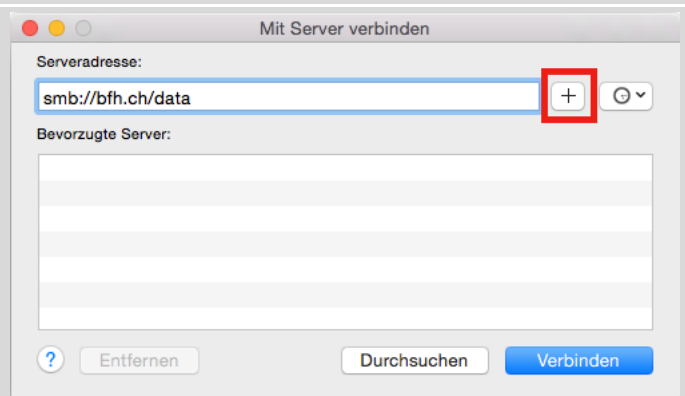 Mit Server verbinden
Serveradresse:
smb://bfh.ch/data
+
Bevorzugte Server:
? Entfernen Durchsuchen Verbinden